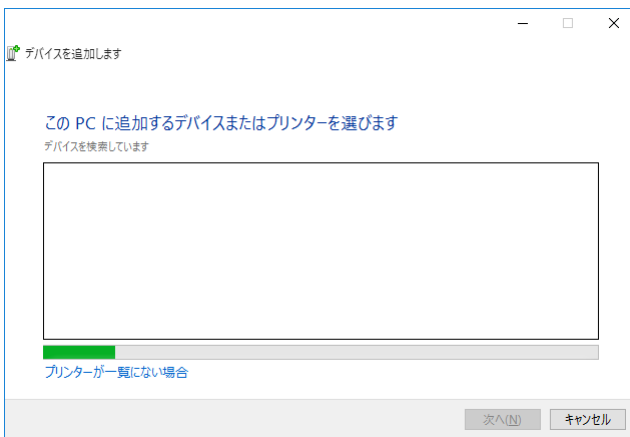 デバイスを追加します
この PC に追加するデバイスまたはプリンターを選びます
デバイスを検索しています
プリンターが一覧にない場合
次へ(N) キャンセル